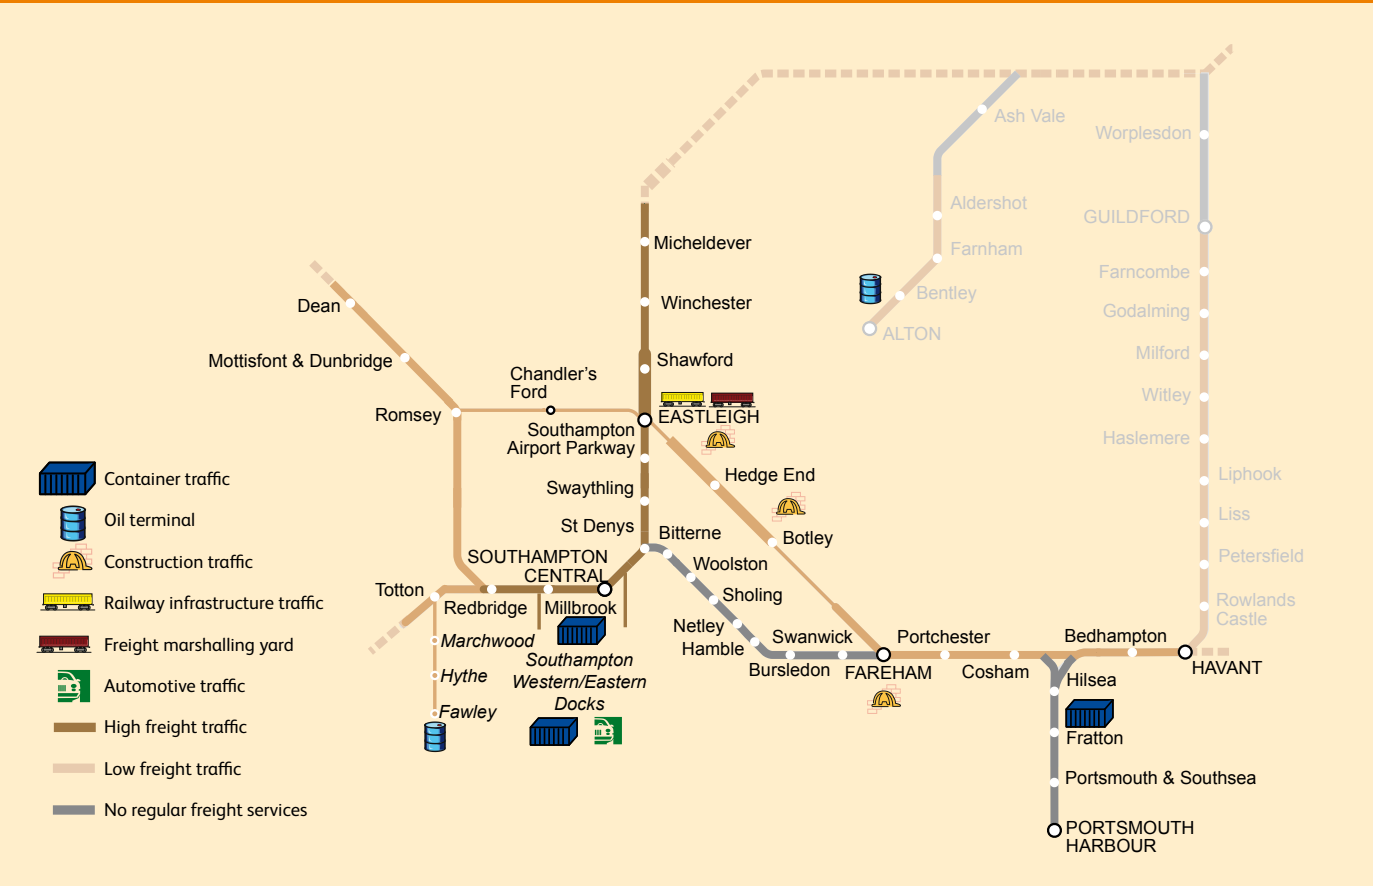 Ash Vale
Worplesdon
Aldershot
GUILDFORD
Micheldever
Farnham
Farncombe
Bentley
Winchester
Dean
Godalming
ALTON
Mottisfont & Dunbridge
Shawford
Milford
Chandler's
Ford
Witley
Romsey
EASTLEIGH
Southampton
Airport Parkway
Haslemere
Hedge End
Liphook
Container traffic
Swaythling
Liss
Oil terminal
St Denys
Bitterne
Botley
SOUTHAMPTON
CENTRAL
Petersfield
Construction traffic
Woolston
Totton
Sholing
Rowlands
Castle
Railway infrastructure traffic
Redbridge
Millbrook
Netley
Hamble
Swanwick
Portchester
Bedhampton
Marchwood
Freight marshalling yard
Southampton
Western/Eastern
Docks
Bursledon
FAREHAM
Cosham
HAVANT
Hythe
Hilsea
Automotive traffic
Fawley
High freight traffic
Fratton
Low freight traffic
Portsmouth & Southsea
No regular freight services
PORTSMOUTH
HARBOUR